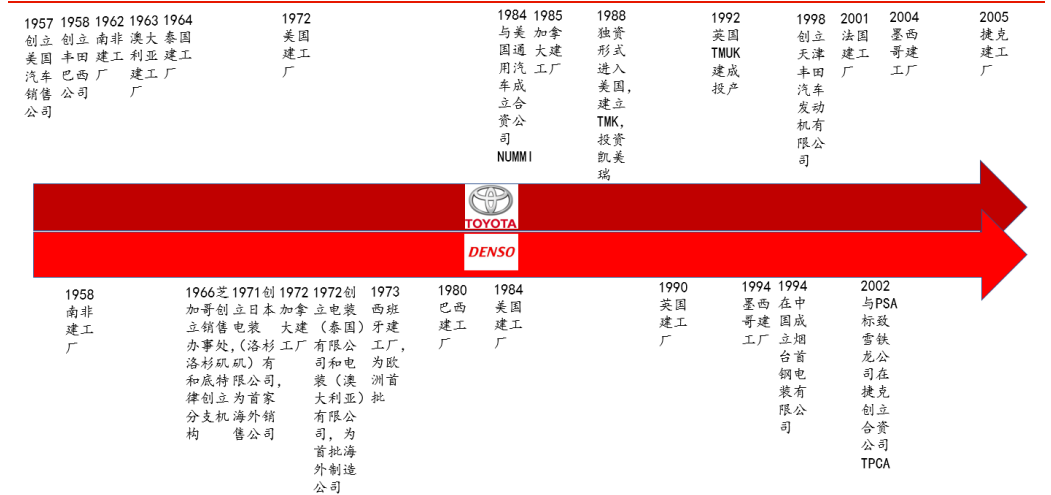 1957
创立
美国
汽车
销售
公司
1958
创立
丰田
巴西
公司
1962
南非
建工
厂
1963
澳大
利亚
建工
厂
1964
泰国
建工
厂
1972
美国
建工
厂
1984
与美
国通
用汽
车成
立合
资公
司
NUMMI
1985
加拿
大建
工厂
1988
独资
形式
进入
美国，
建立
TMK，
投资
凯美
瑞
1992
英国
TMUK
建成
投产
1998
创立
天津
丰田
汽车
发动
机有
限公
司
2001
法国
建工
厂
2004
墨西
哥建
工厂
2005
捷克
建工
厂
TOYOTA
DENSO
1958
南非
建工
厂
1966芝
加哥创
立销售
办事处，
洛杉矶
和底特
律创立
分支机
构
1971创
立日本
电装
（洛杉
矶）有
限公司，
为首家
海外销
售公司
1972
加拿
大建
工厂
1972创
立电装
（泰国）
有限公
司和电
装（澳
大利亚）
有限公
司，为
首批海
外制造
公司
1973
西班
牙建
工厂，
为欧
洲首
批
1980
巴西
建工
厂
1984
美国
建工
厂
1990
英国
建工
厂
1994
墨西
哥建
工厂
1994
在中
国成
立烟
台首
钢电
装有
限公
司
2002
与PSA
标致
雪铁
龙公
司在
捷克
创立
合资
公司
TPCA